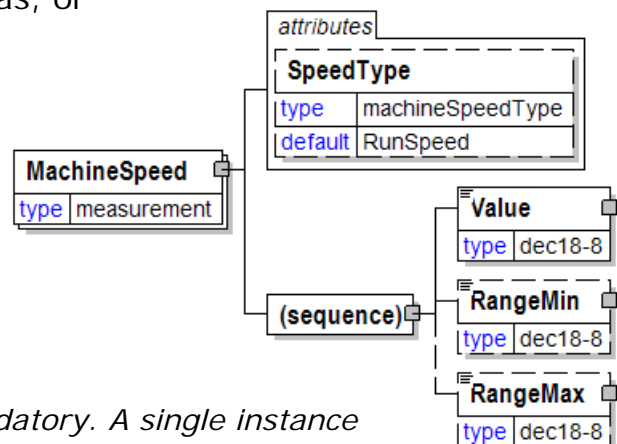 as, or
attributes
SpeedType
type machineSpeedType
default RunSpeed
MachineSpeed
type measurement
Value
type dec18-8
(sequence)
RangeMin
type dec18-8
RangeMax
type dec18-8
datory. A single instance